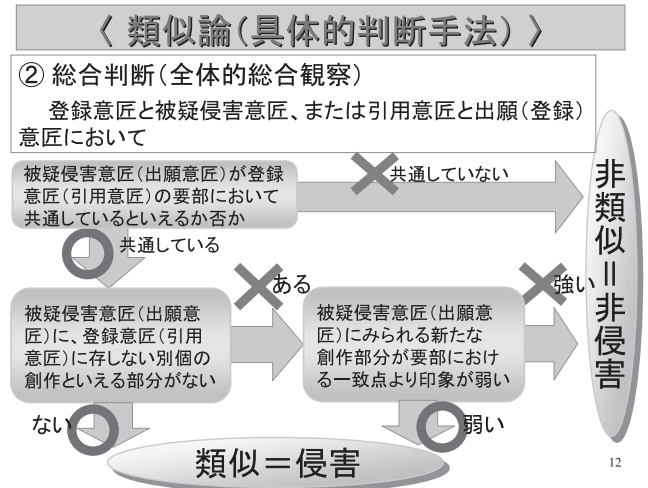 〈 類似論(具体的判断手法) 〉
② 総合判断(全体的総合観察)
登録意匠と被疑侵害意匠、または引用意匠と出願(登録)
意匠において
被疑侵害意匠(出願意匠)が登録
意匠(引用意匠)の要部において
共通しているといえるか否か
共通していない
共通している
被疑侵害意匠(出願意
匠)に、登録意匠(引用
意匠)に存しない別個の
創作といえる部分がない
ある
被疑侵害意匠(出願意
匠)にみられる新たな
創作部分が要部におけ
る一致点より印象が弱い
強い
ない
弱い
類似=侵害
非類似=非侵害
12